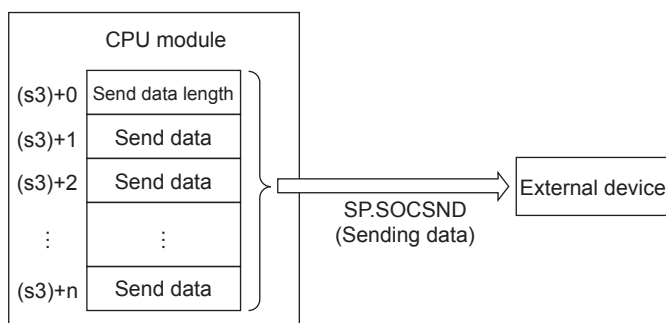 CPU module
(s3)+0 Send data length
(s3)+1 Send data
(s3)+2 Send data
⋮ ⋮
(s3)+n Send data
SP.SOCSND
(Sending data)
External device